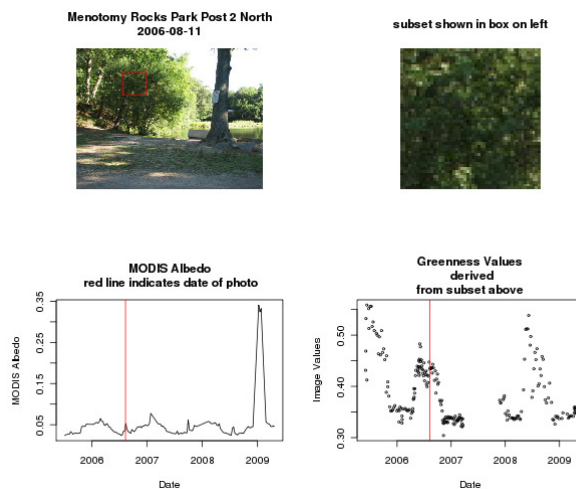 Menotomy Rocks Park Post 2 North
2006-08-11
subset shown in box on left
MODIS Albedo
red line indicates date of photo
MODIS Albedo
0.35
0.25
0.15
0.05
2006 2007 2008 2009
Date
Greenness Values
derived
from subset above
Image Values
0.50
0.40
0.30
2006 2007 2008 2009
Date